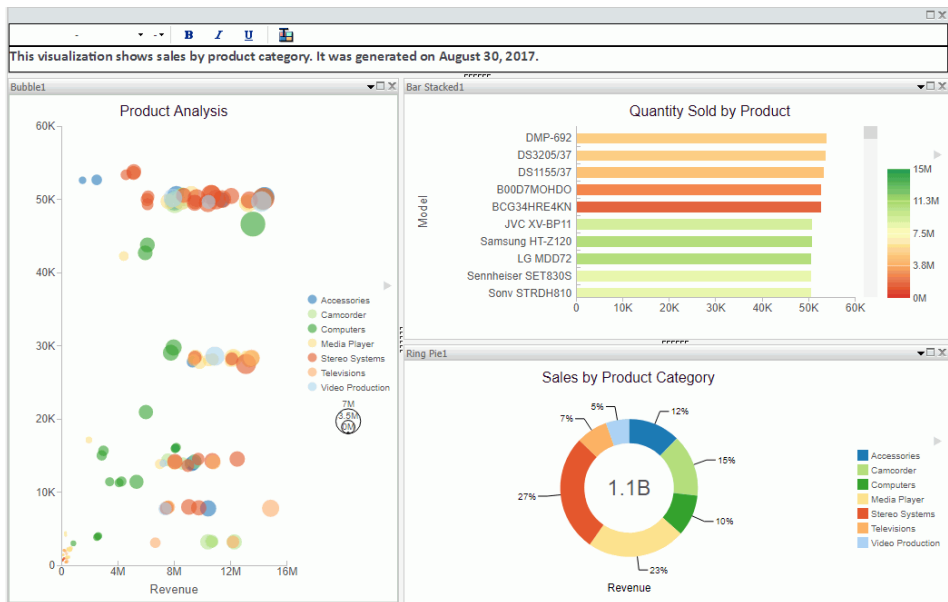 B I U
This visualization shows sales by product category. It was generated on August 30, 2017.
Bubble1
Product Analysis
60K
50K
40K
30K
20K
10K
0
0 4M 8M 12M 16M
Revenue
Accessories
Camcorder
Computers
Media Player
Stereo Systems
Televisions
Video Production
7M
3.5M
0M
Bar Stacked1
Quantity Sold by Product
Model
DMP-692
DS3205/37
DS1155/37
B00D7MOHDO
BCG34HRE4KN
JVC XV-BP11
Samsung HT-Z120
LG MDD72
Sennheiser SET830S
Sony STRDH810
0 10K 20K 30K 40K 50K 60K
15M
11.3M
7.5M
3.8M
0M
Ring Pie1
Sales by Product Category
12%
15%
10%
23%
27%
7%
5%
1.1B
Revenue
Accessories
Camcorder
Computers
Media Player
Stereo Systems
Televisions
Video Production